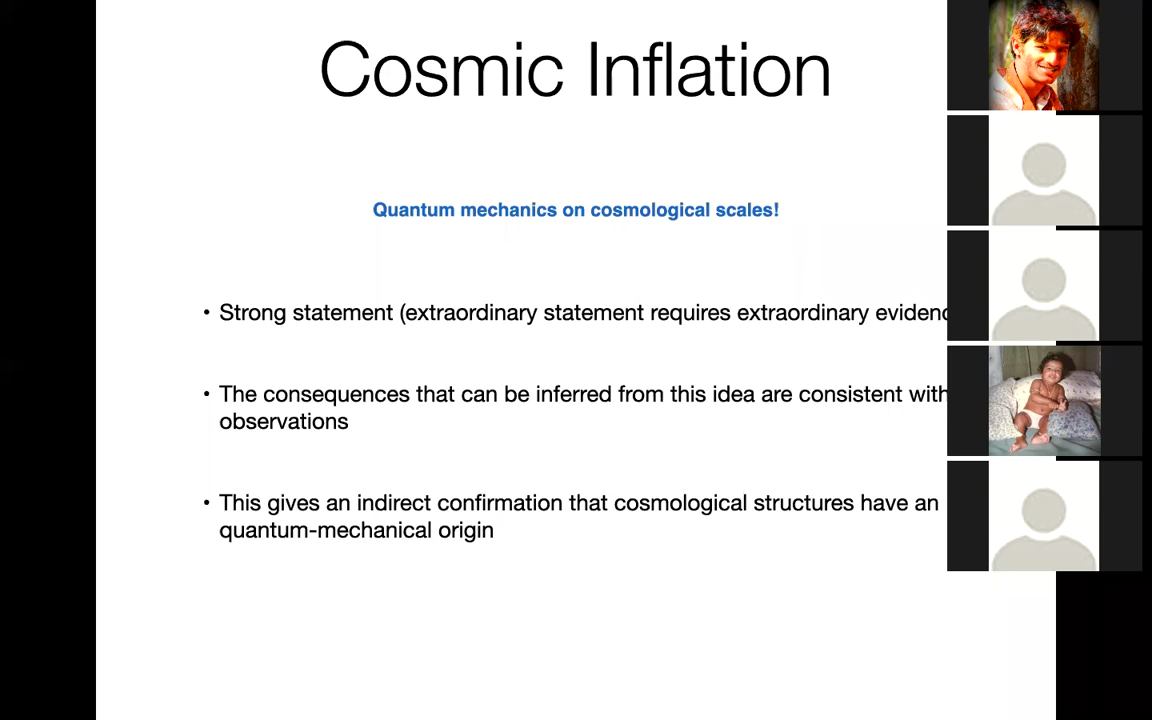 Cosmic Inflation
Quantum mechanics on cosmological scales!
• Strong statement (extraordinary statement requires extraordinary
• The consequences that can be inferred from this idea are consistent with
observations
• This gives an indirect confirmation that cosmological structures have an
quantum-mechanical origin